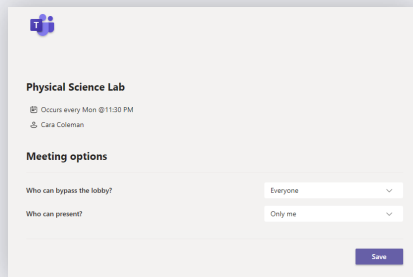 T
Physical Science Lab
Occurs every Mon @11:30 PM
Cara Coleman
Meeting options
Who can bypass the lobby? Everyone
Who can present? Only me
Save